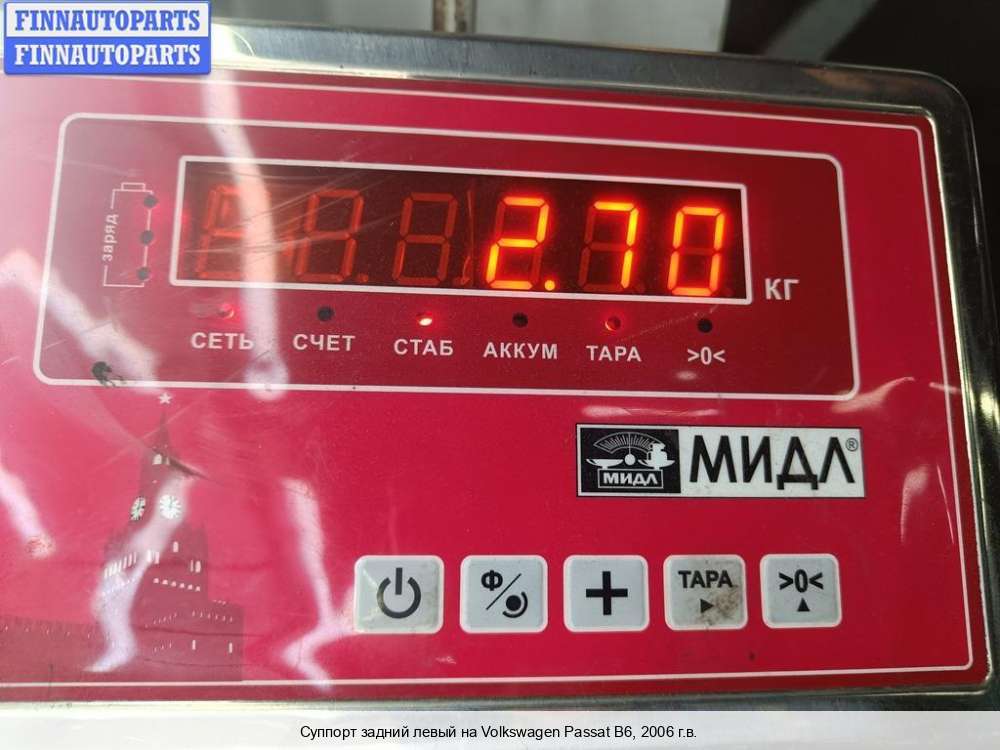 FINNAUTOPARTS
FINNAUTOPARTS
заряд
2.70
КГ
СЕТЬ СЧЕТ СТАБ АККУМ ТАРА >0<
МИДЛ МИДЛ®
Ф ТАРА >0<
Суппорт задний левый на Volkswagen Passat B6, 2006 г.в.